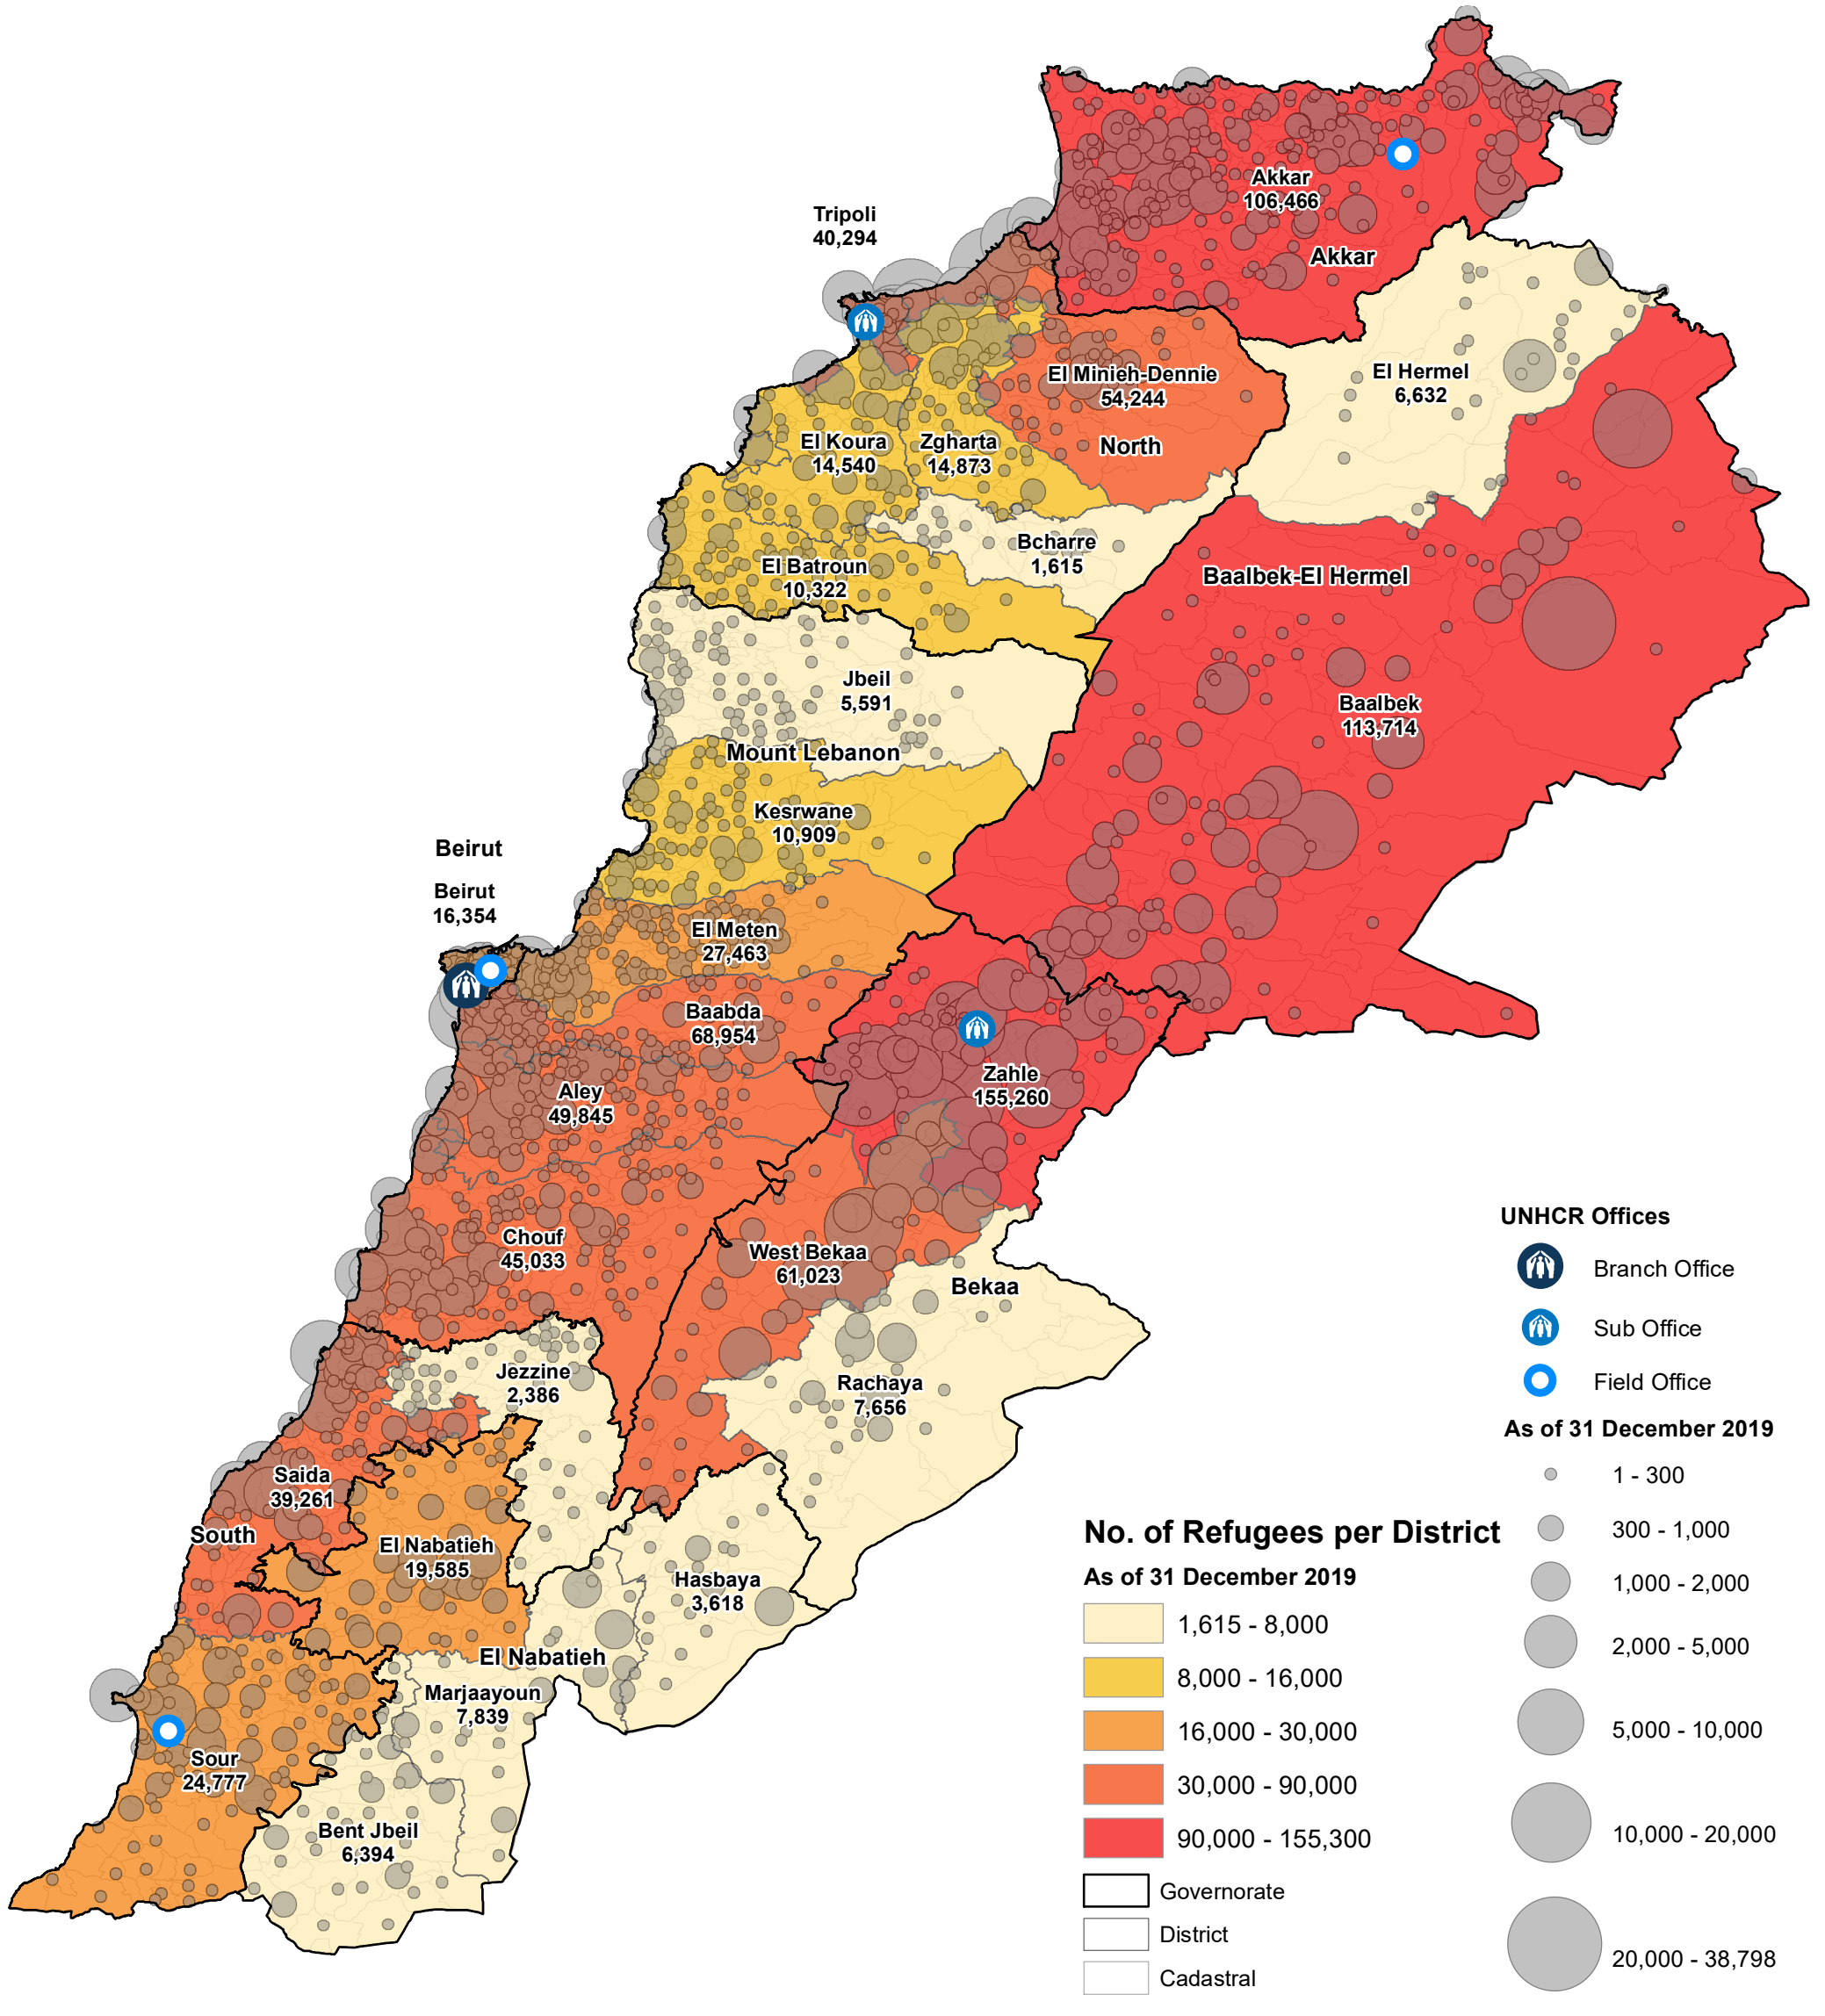 Akkar
106,466
Akkar
Tripoli
40,294
El Minieh-Dennie
54,244
North
El Hermel
6,632
El Koura
14,540
Zgharta
14,873
Bcharre
1,615
El Batroun
10,322
Baalbek-El Hermel
Jbeil
5,591
Baalbek
113,714
Mount Lebanon
Kesrwane
10,909
Beirut
Beirut
16,354
El Meten
27,463
Baabda
68,954
Zahle
155,260
Aley
49,845
Chouf
45,033
West Bekaa
61,023
Bekaa
Jezzine
2,386
Rachaya
7,656
Saida
39,261
South
El Nabatieh
19,585
Hasbaya
3,618
El Nabatieh
Marjaayoun
7,839
Sour
24,777
Bent Jbeil
6,394
UNHCR Offices
Branch Office
Sub Office
Field Office
As of 31 December 2019
1 - 300
300 - 1,000
1,000 - 2,000
2,000 - 5,000
5,000 - 10,000
10,000 - 20,000
20,000 - 38,798
No. of Refugees per District
As of 31 December 2019
1,615 - 8,000
8,000 - 16,000
16,000 - 30,000
30,000 - 90,000
90,000 - 155,300
Governorate
District
Cadastral